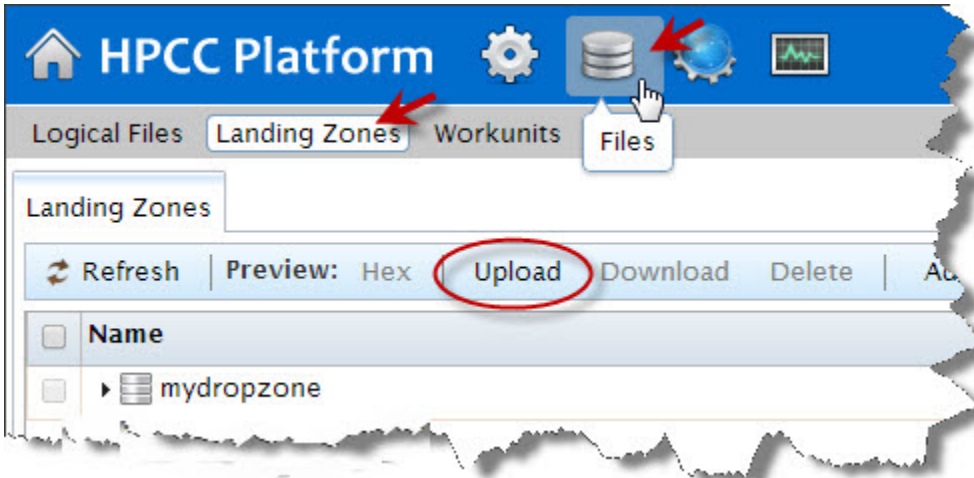 HPCC Platform
Logical Files Landing Zones Workunits Files
Landing Zones
Refresh Preview: Hex Upload Download Delete
Name
mydropzone